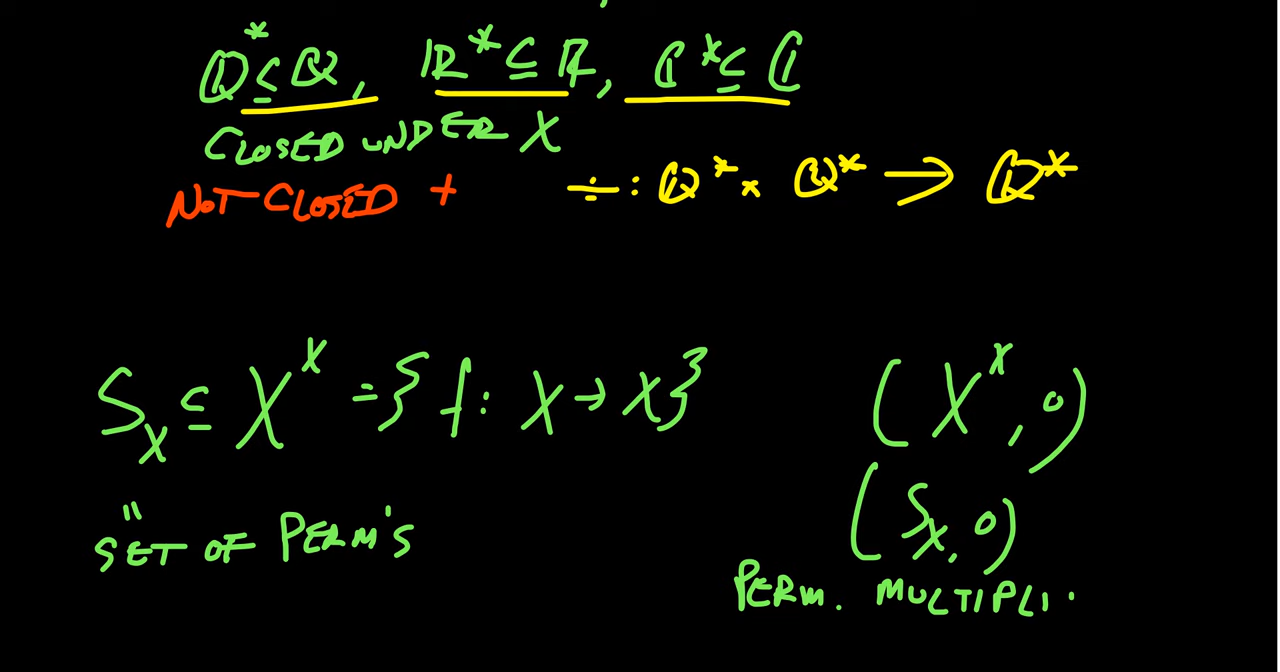 ℚ* ⊆ ℚ, ℝ* ⊆ ℝ, ℂ* ⊆ ℂ
CLOSED UNDER X
NOT CLOSED + ÷ : ℚ* × ℚ* → ℚ*
S_X ⊆ X^X = { f : X → X } (X^X, ∘)
" (S_X, ∘)
SET OF PERM'S
PERM. MULTIPLI.